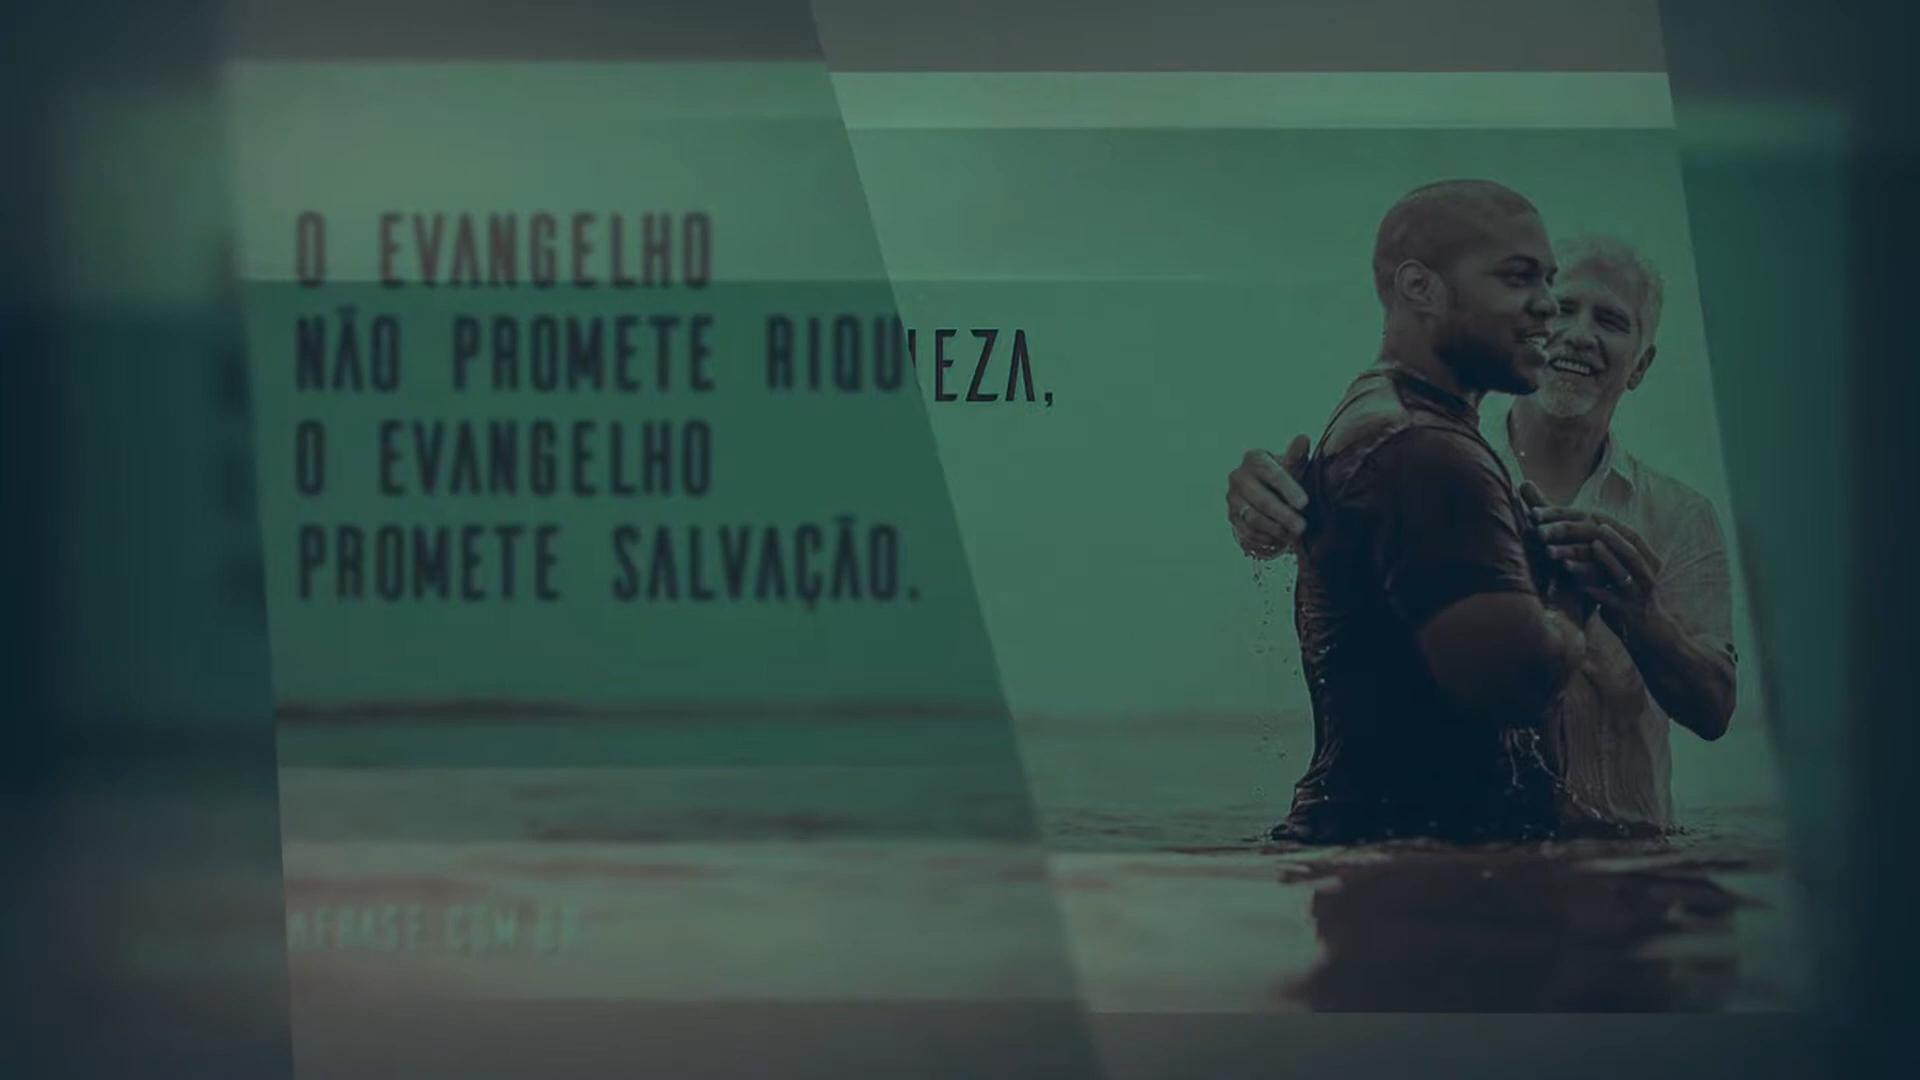 O EVANGELHO
NÃO PROMETE RIQUEZA,
O EVANGELHO
PROMETE SALVAÇÃO.